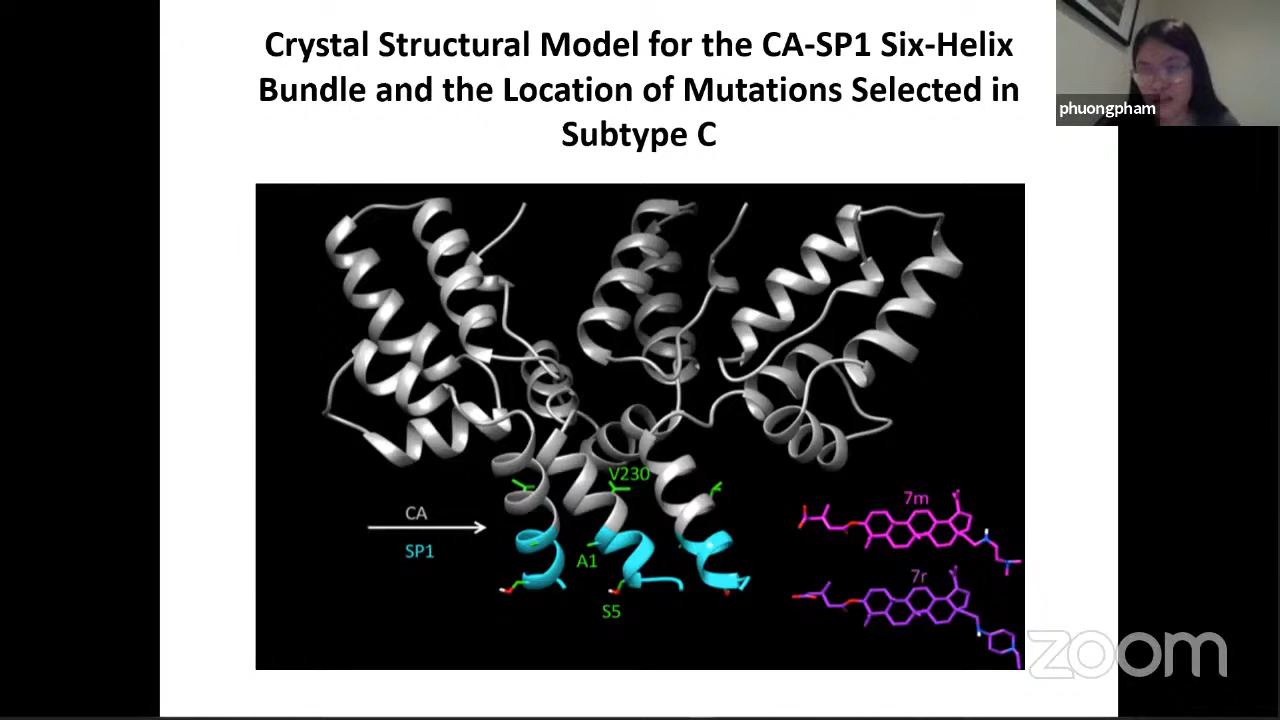 Crystal Structural Model for the CA-SP1 Six-Helix
Bundle and the Location of Mutations Selected in
Subtype C
phuongpham
V230
CA
SP1
A1
S5
7m
7r
zoom